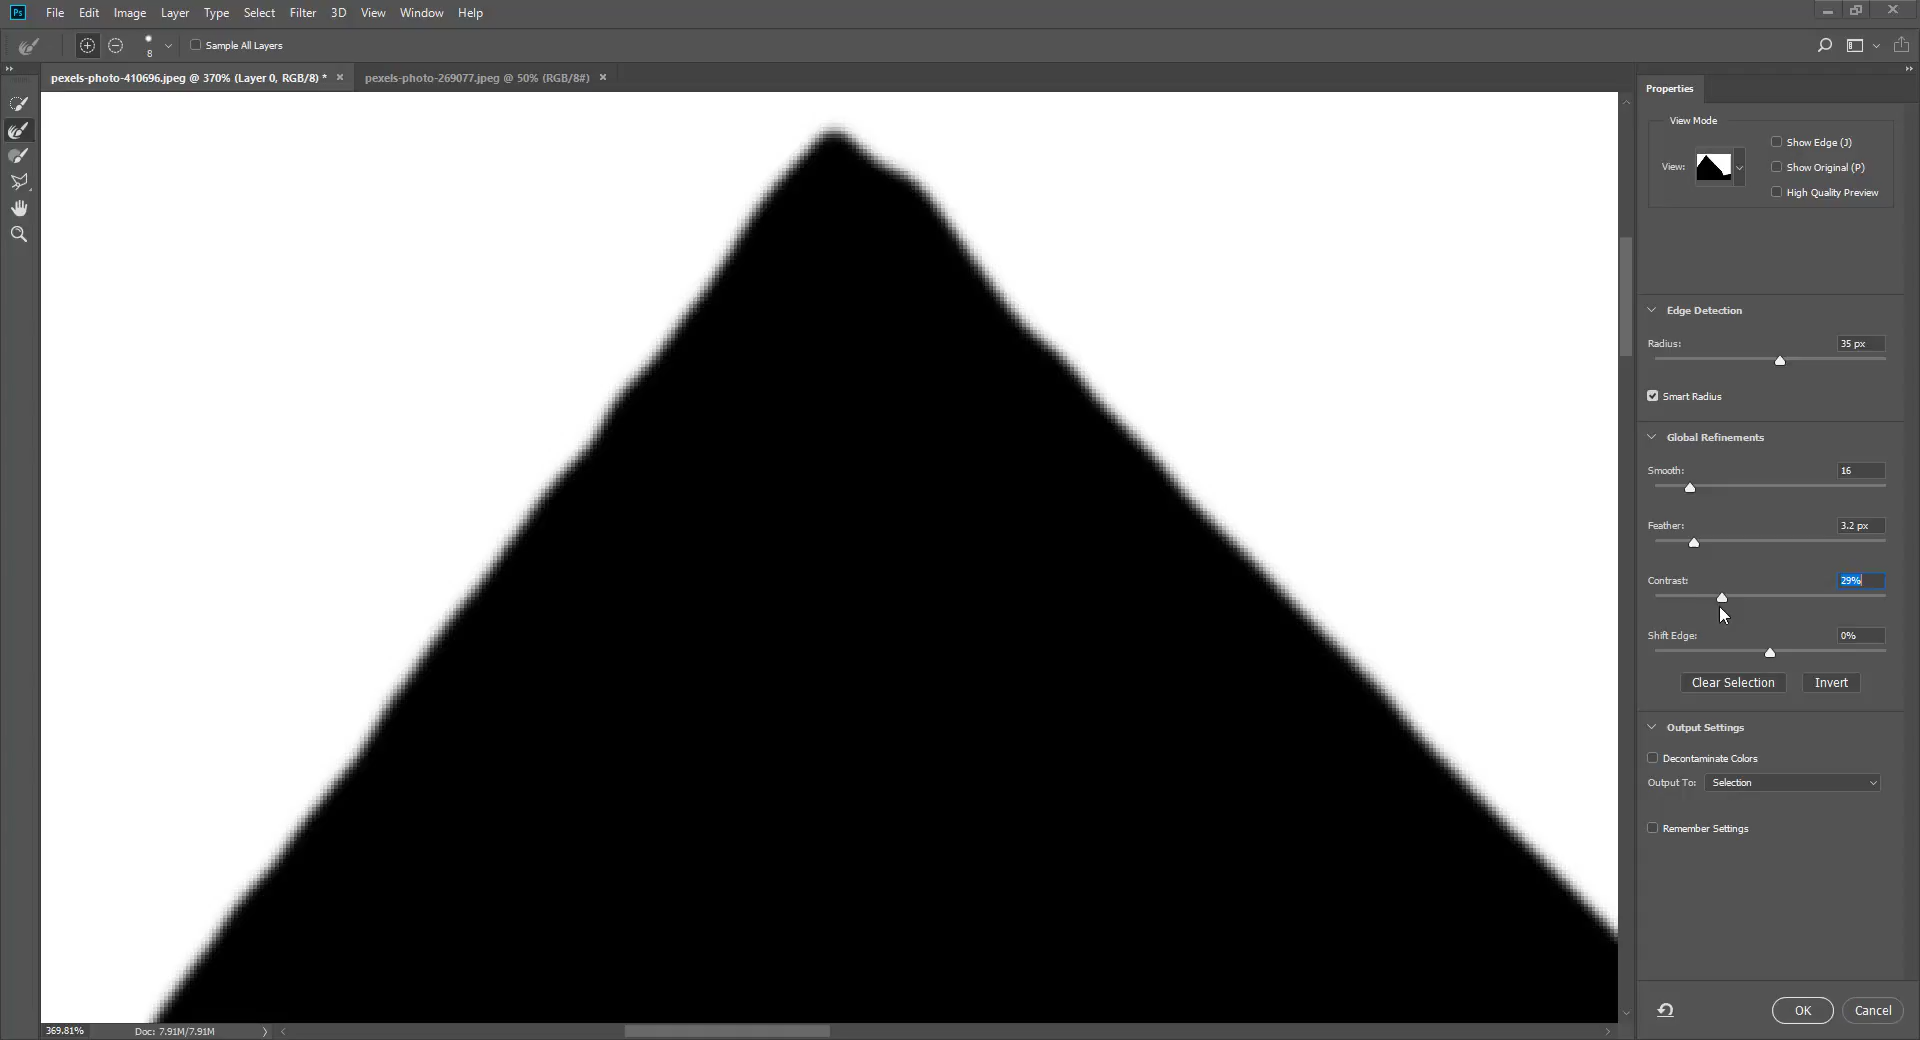 Ps File Edit Image Layer Type Select Filter 3D View Window Help
8 Sample All Layers
pexels-photo-410696.jpeg @ 370% (Layer 0, RGB/8) * × pexels-photo-269077.jpeg @ 50% (RGB/8#) ×
Properties
View Mode
View:
Show Edge (J)
Show Original (P)
High Quality Preview
Edge Detection
Radius: 35 px
Smart Radius
Global Refinements
Smooth: 16
Feather: 3.2 px
Contrast: 29%
Shift Edge: 0%
Clear Selection Invert
Output Settings
Decontaminate Colors
Output To: Selection
Remember Settings
OK Cancel
369.81% Doc: 7.91M/7.91M